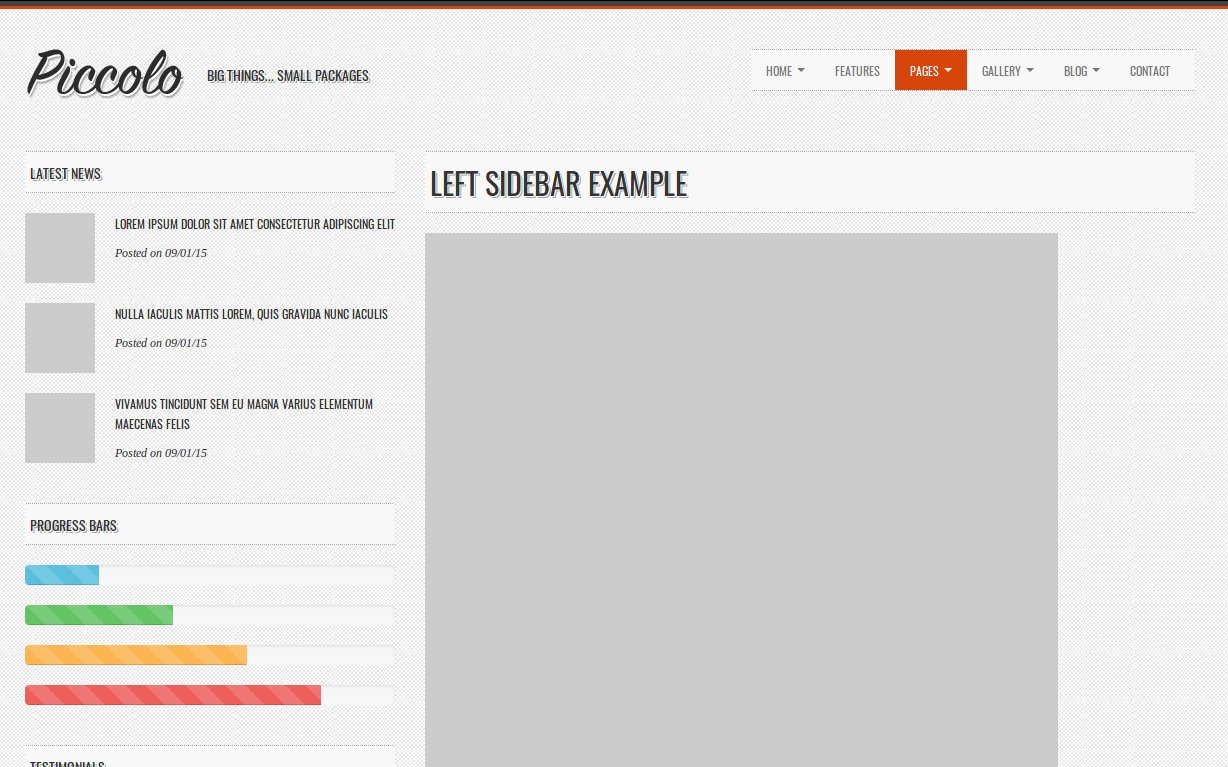 Piccolo
BIG THINGS... SMALL PACKAGES
HOME
FEATURES
PAGES
GALLERY
BLOG
CONTACT
LATEST NEWS
LOREM IPSUM DOLOR SIT AMET CONSECTETUR ADIPISCING ELIT
Posted on 09/01/15
NULLA IACULIS MATTIS LOREM, QUIS GRAVIDA NUNC IACULIS
Posted on 09/01/15
VIVAMUS TINCIDUNT SEM EU MAGNA VARIUS ELEMENTUM
MAECENAS FELIS
Posted on 09/01/15
PROGRESS BARS
TESTIMONIALS
LEFT SIDEBAR EXAMPLE